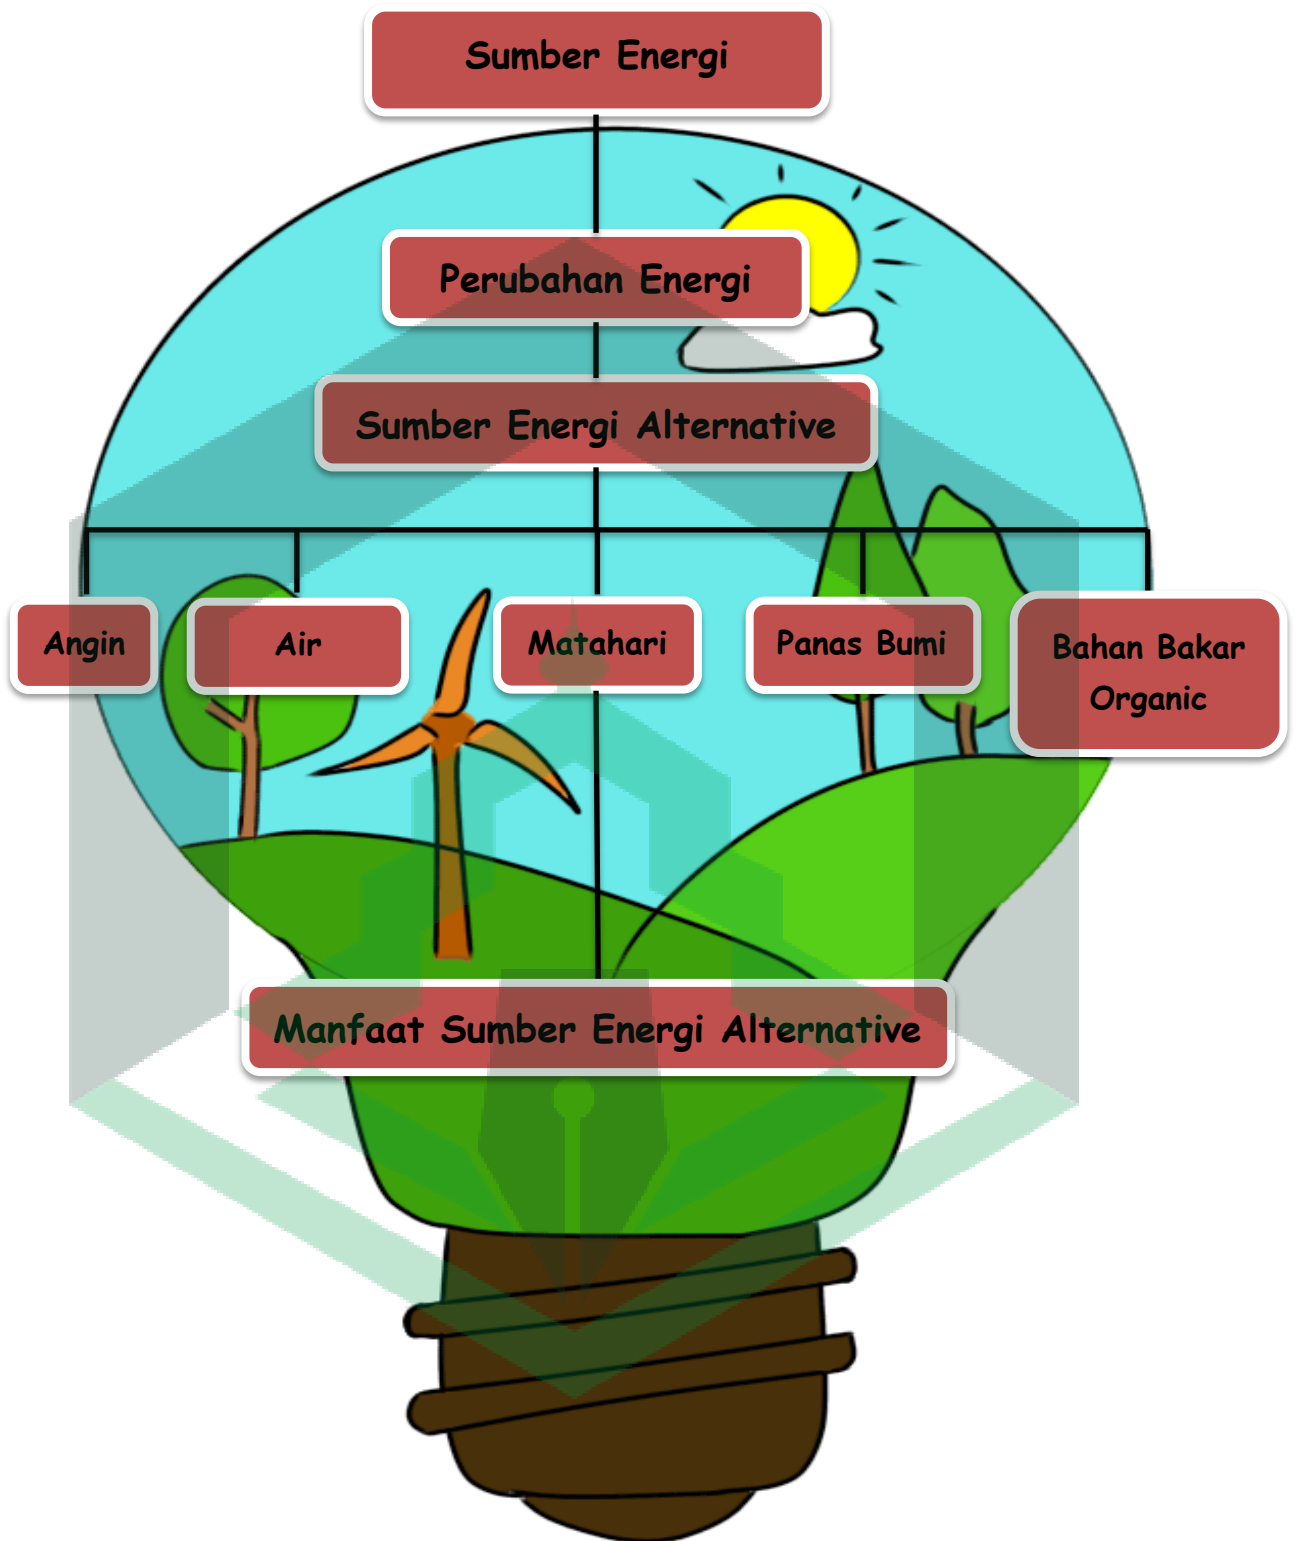 Sumber Energi
Perubahan Energi
Sumber Energi Alternative
Angin
Air
Matahari
Panas Bumi
Bahan Bakar
Organic
Manfaat Sumber Energi Alternative